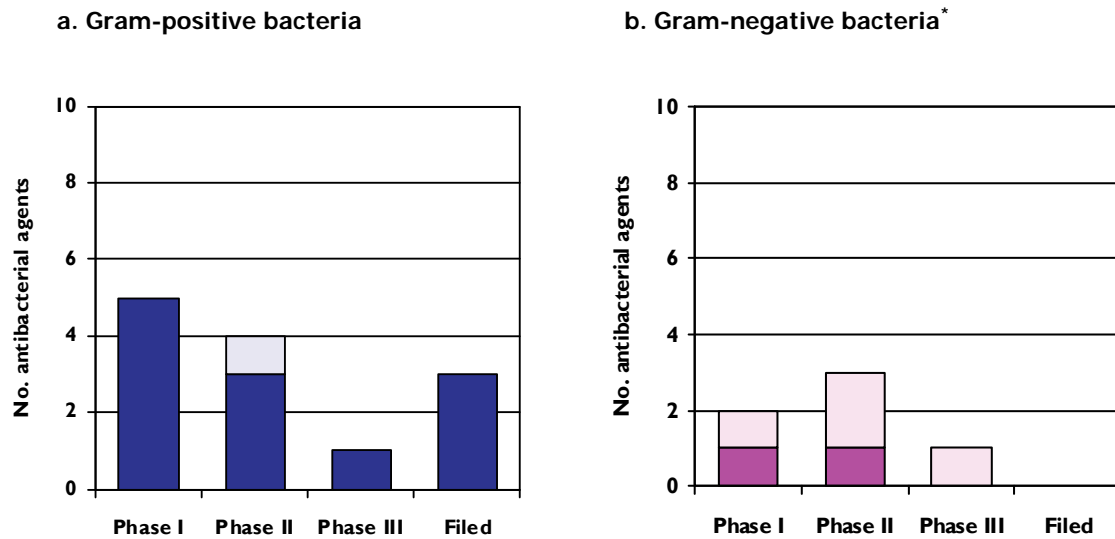 a. Gram-positive bacteria
No. antibacterial agents
10
8
6
4
2
0
Phase I Phase II Phase III Filed
b. Gram-negative bacteria*
No. antibacterial agents
10
8
6
4
2
0
Phase I Phase II Phase III Filed